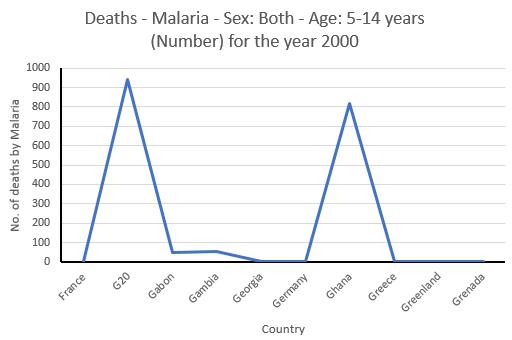 Deaths - Malaria - Sex: Both - Age: 5-14 years
(Number) for the year 2000
No. of deaths by Malaria
1000
900
800
700
600
500
400
300
200
100
0
France
G20
Gabon
Gambia
Georgia
Germany
Ghana
Greece
Greenland
Grenada
Country